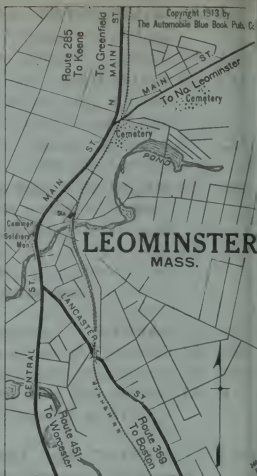 Copyright 1913 by
The Automobile Blue Book Pub. Co.
Route 285
To Keene
To Greenfield
N MAIN ST
MAIN ST.
To No. Leominster
Cemetery
Cemetery
POND
MAIN ST.
Sta
Common
Soldiers
Mon.
LEOMINSTER
MASS.
LANCASTER ST.
CENTRAL ST.
Route 451
To Worcester
Route 369
To Boston